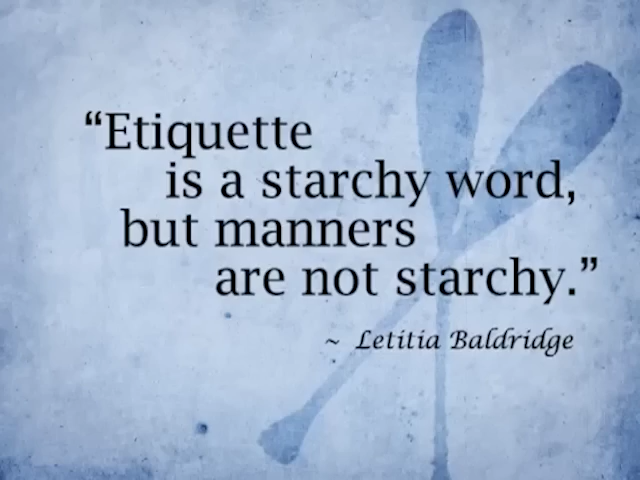 “Etiquette
is a starchy word,
but manners
are not starchy.”
~ Letitia Baldridge